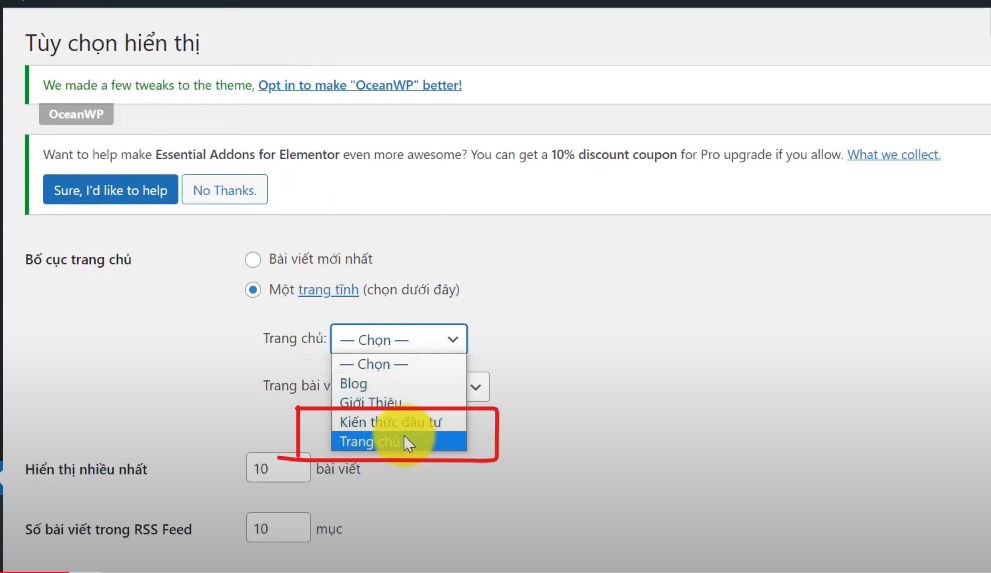 Tùy chọn hiển thị
We made a few tweaks to the theme, Opt in to make "OceanWP" better!
OceanWP
Want to help make Essential Addons for Elementor even more awesome? You can get a 10% discount coupon for Pro upgrade if you allow. What we collect.
Sure, I'd like to help No Thanks.
Bố cục trang chủ
Bài viết mới nhất
Một trang tĩnh (chọn dưới đây)
Trang chủ: — Chọn —
— Chọn —
Blog
Trang bài v
Giới Thiệu
Kiến thức đầu tư
Trang chủ
Hiển thị nhiều nhất 10 bài viết
Số bài viết trong RSS Feed 10 mục